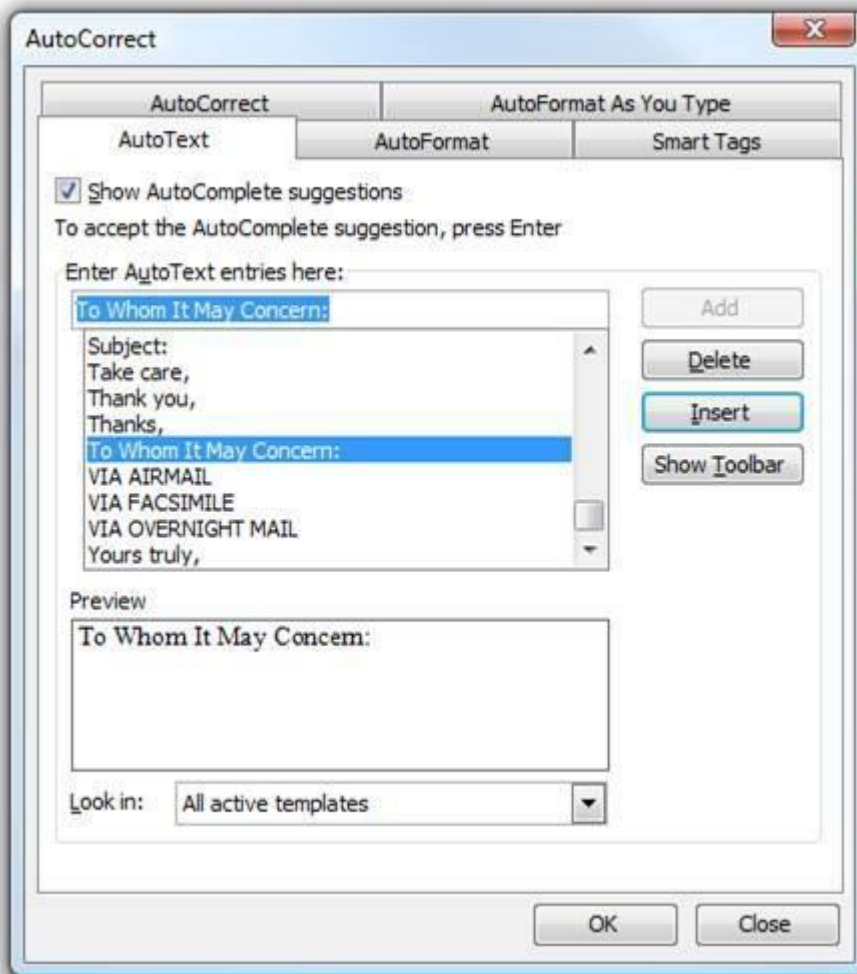 AutoCorrect
AutoCorrect
AutoFormat As You Type
AutoText
AutoFormat
Smart Tags
Show AutoComplete suggestions
To accept the AutoComplete suggestion, press Enter
Enter AutoText entries here:
To Whom It May Concern:
Add
Subject:
Take care,
Delete
Thank you,
Thanks,
Insert
To Whom It May Concern:
VIA AIRMAIL
Show Toolbar
VIA FACSIMILE
VIA OVERNIGHT MAIL
Yours truly,
Preview
To Whom It May Concern:
Look in:
All active templates
OK
Close